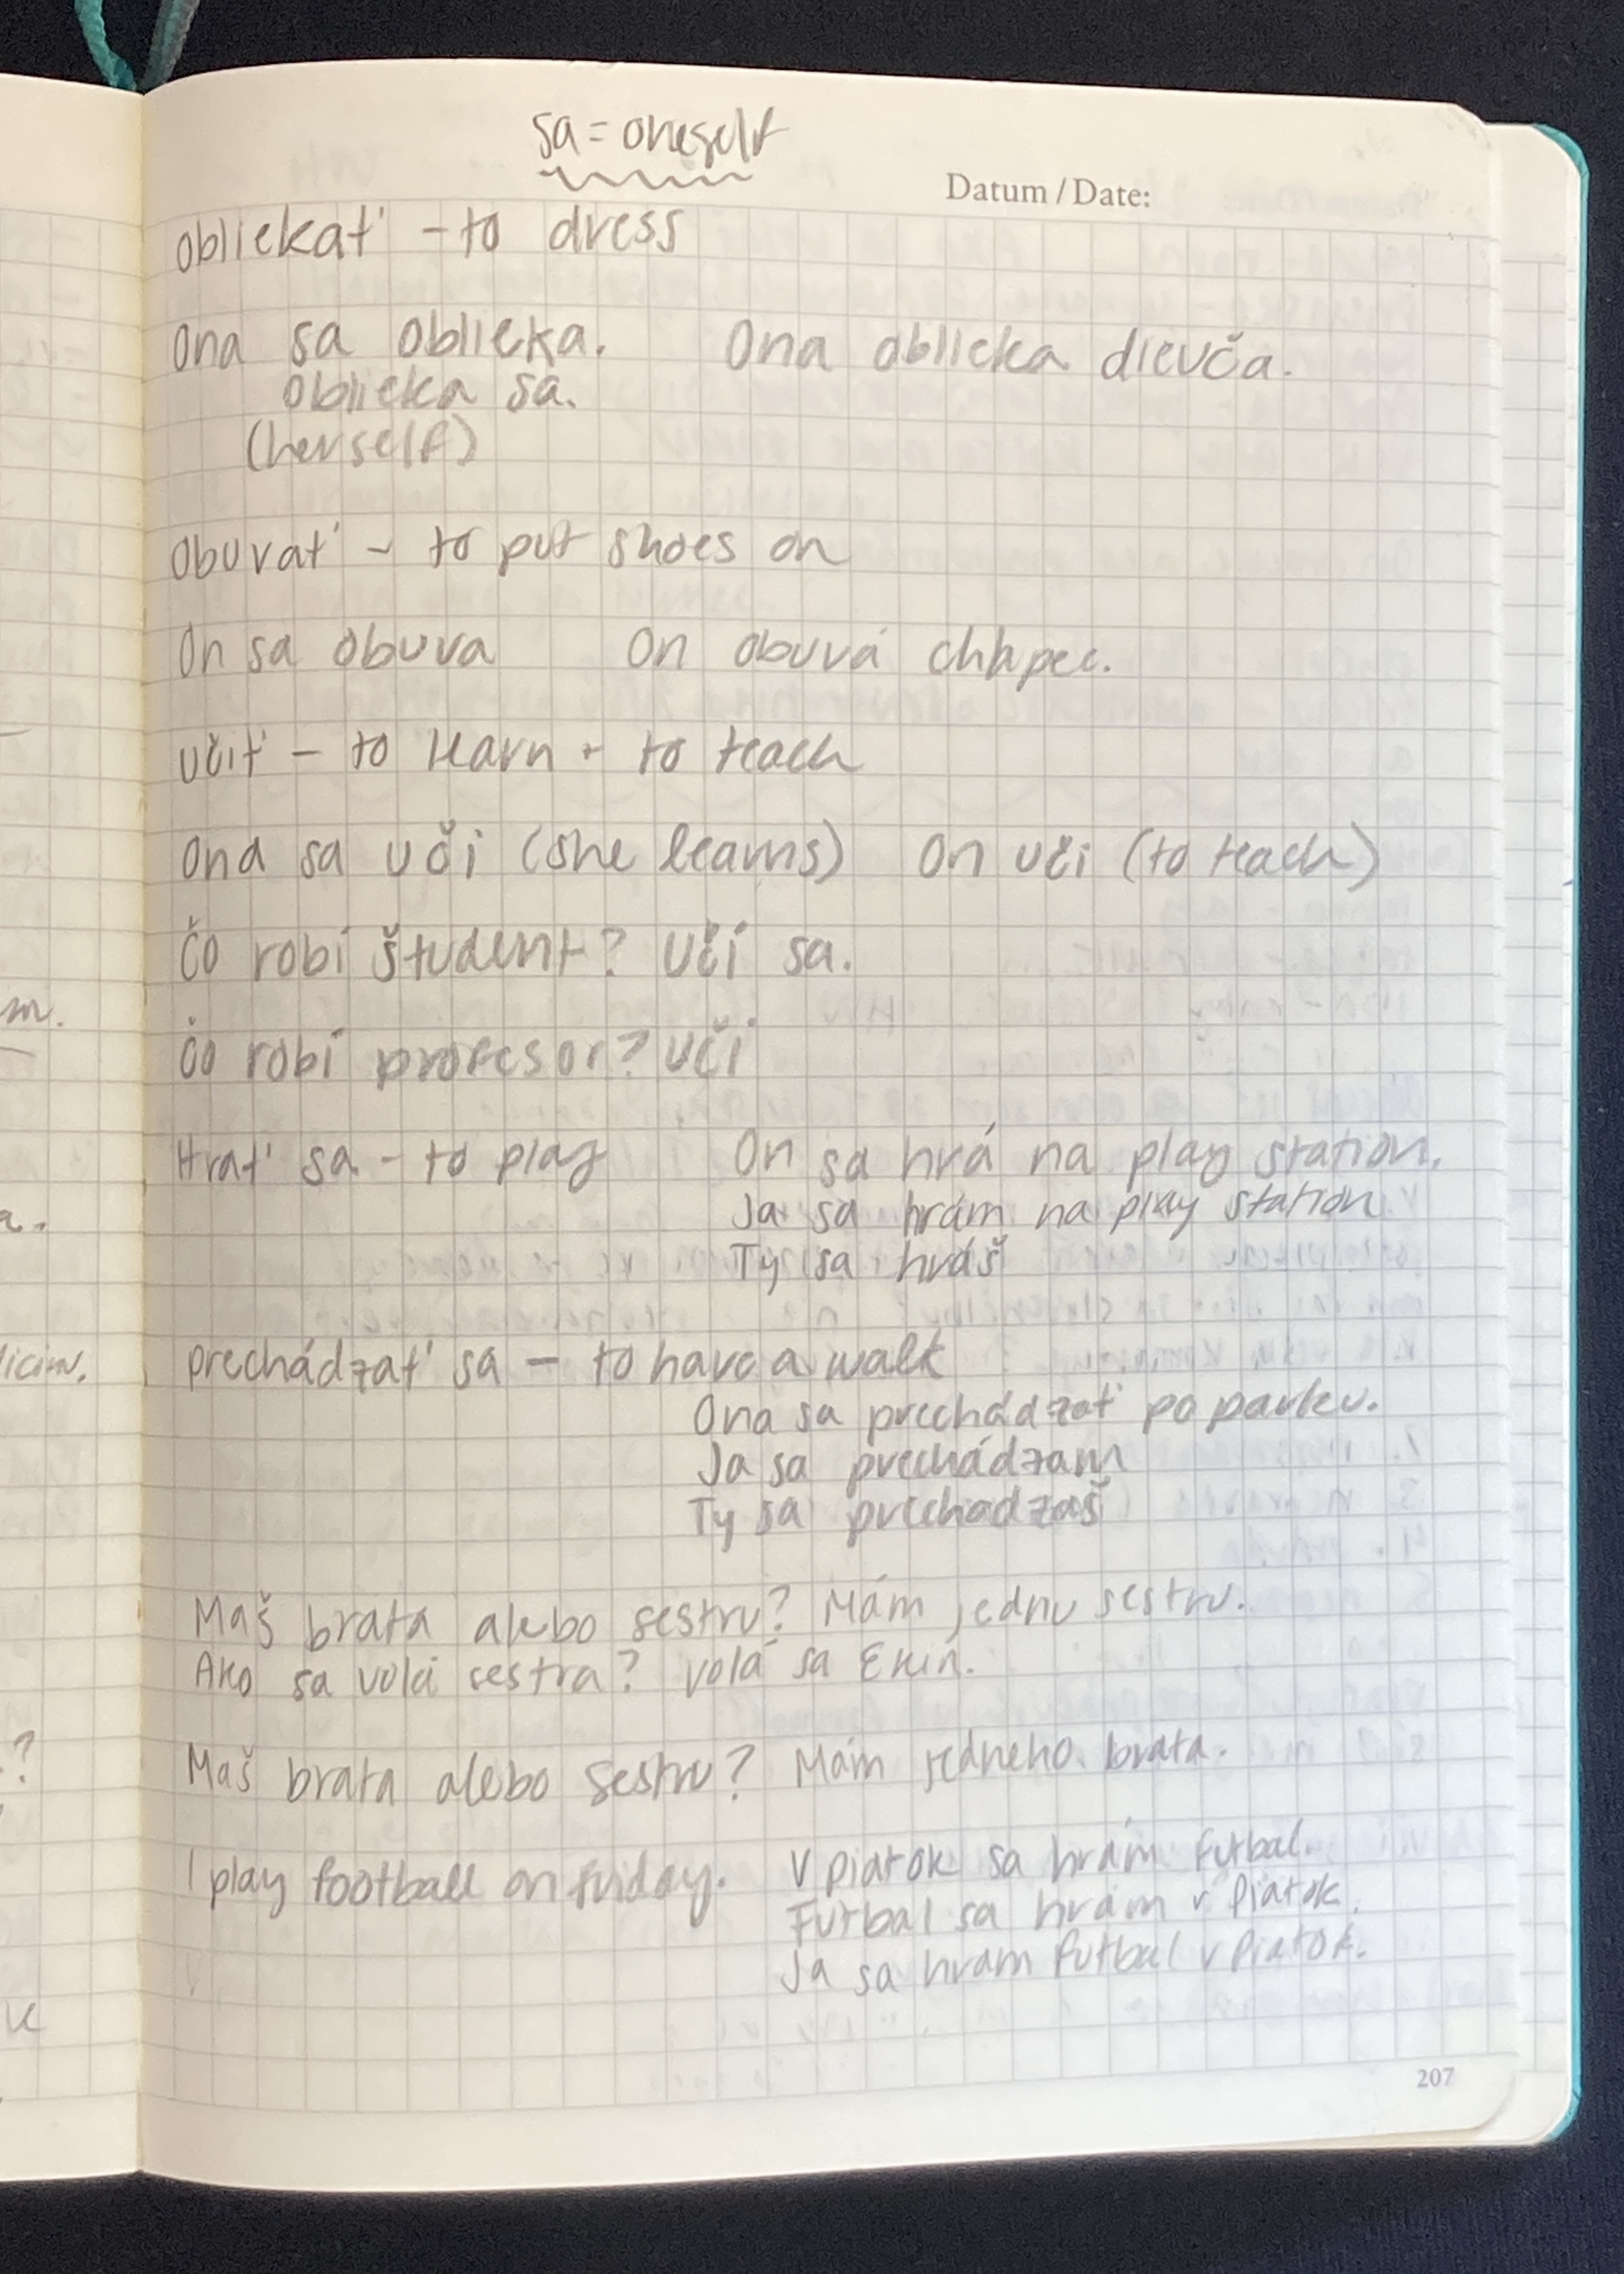 sa = oneself
Datum / Date:
obliekať - to dress
Ona sa oblieka. Ona oblieka dievča.
Oblieka sa.
(herself)
Obuvať - to put shoes on
On sa obuva On obuvá chlapec.
učiť - to learn + to teach
Ona sa učí (she learns) On učí (to teach)
Čo robí študent? Učí sa.
čo robí profesor? Učí
Hrať sa - to play On sa hrá na play station.
Ja sa hrám na play station
Ty sa hráš
prechádzať sa - to have a walk
Ona sa prechádzať po parku.
Ja sa prechádzam
Ty sa prechadzaš
Maš brata alebo sestru? Mám jednu sestru.
Ako sa volá sestra? Volá sa Ekin.
Maš brata alebo sestru? Mám jedneho brata.
I play football on friday. V piatok sa hrám futbal.
Futbal sa hrám v piatok.
Ja sa hram futbal v piatok.
207
m.
a.
?
k